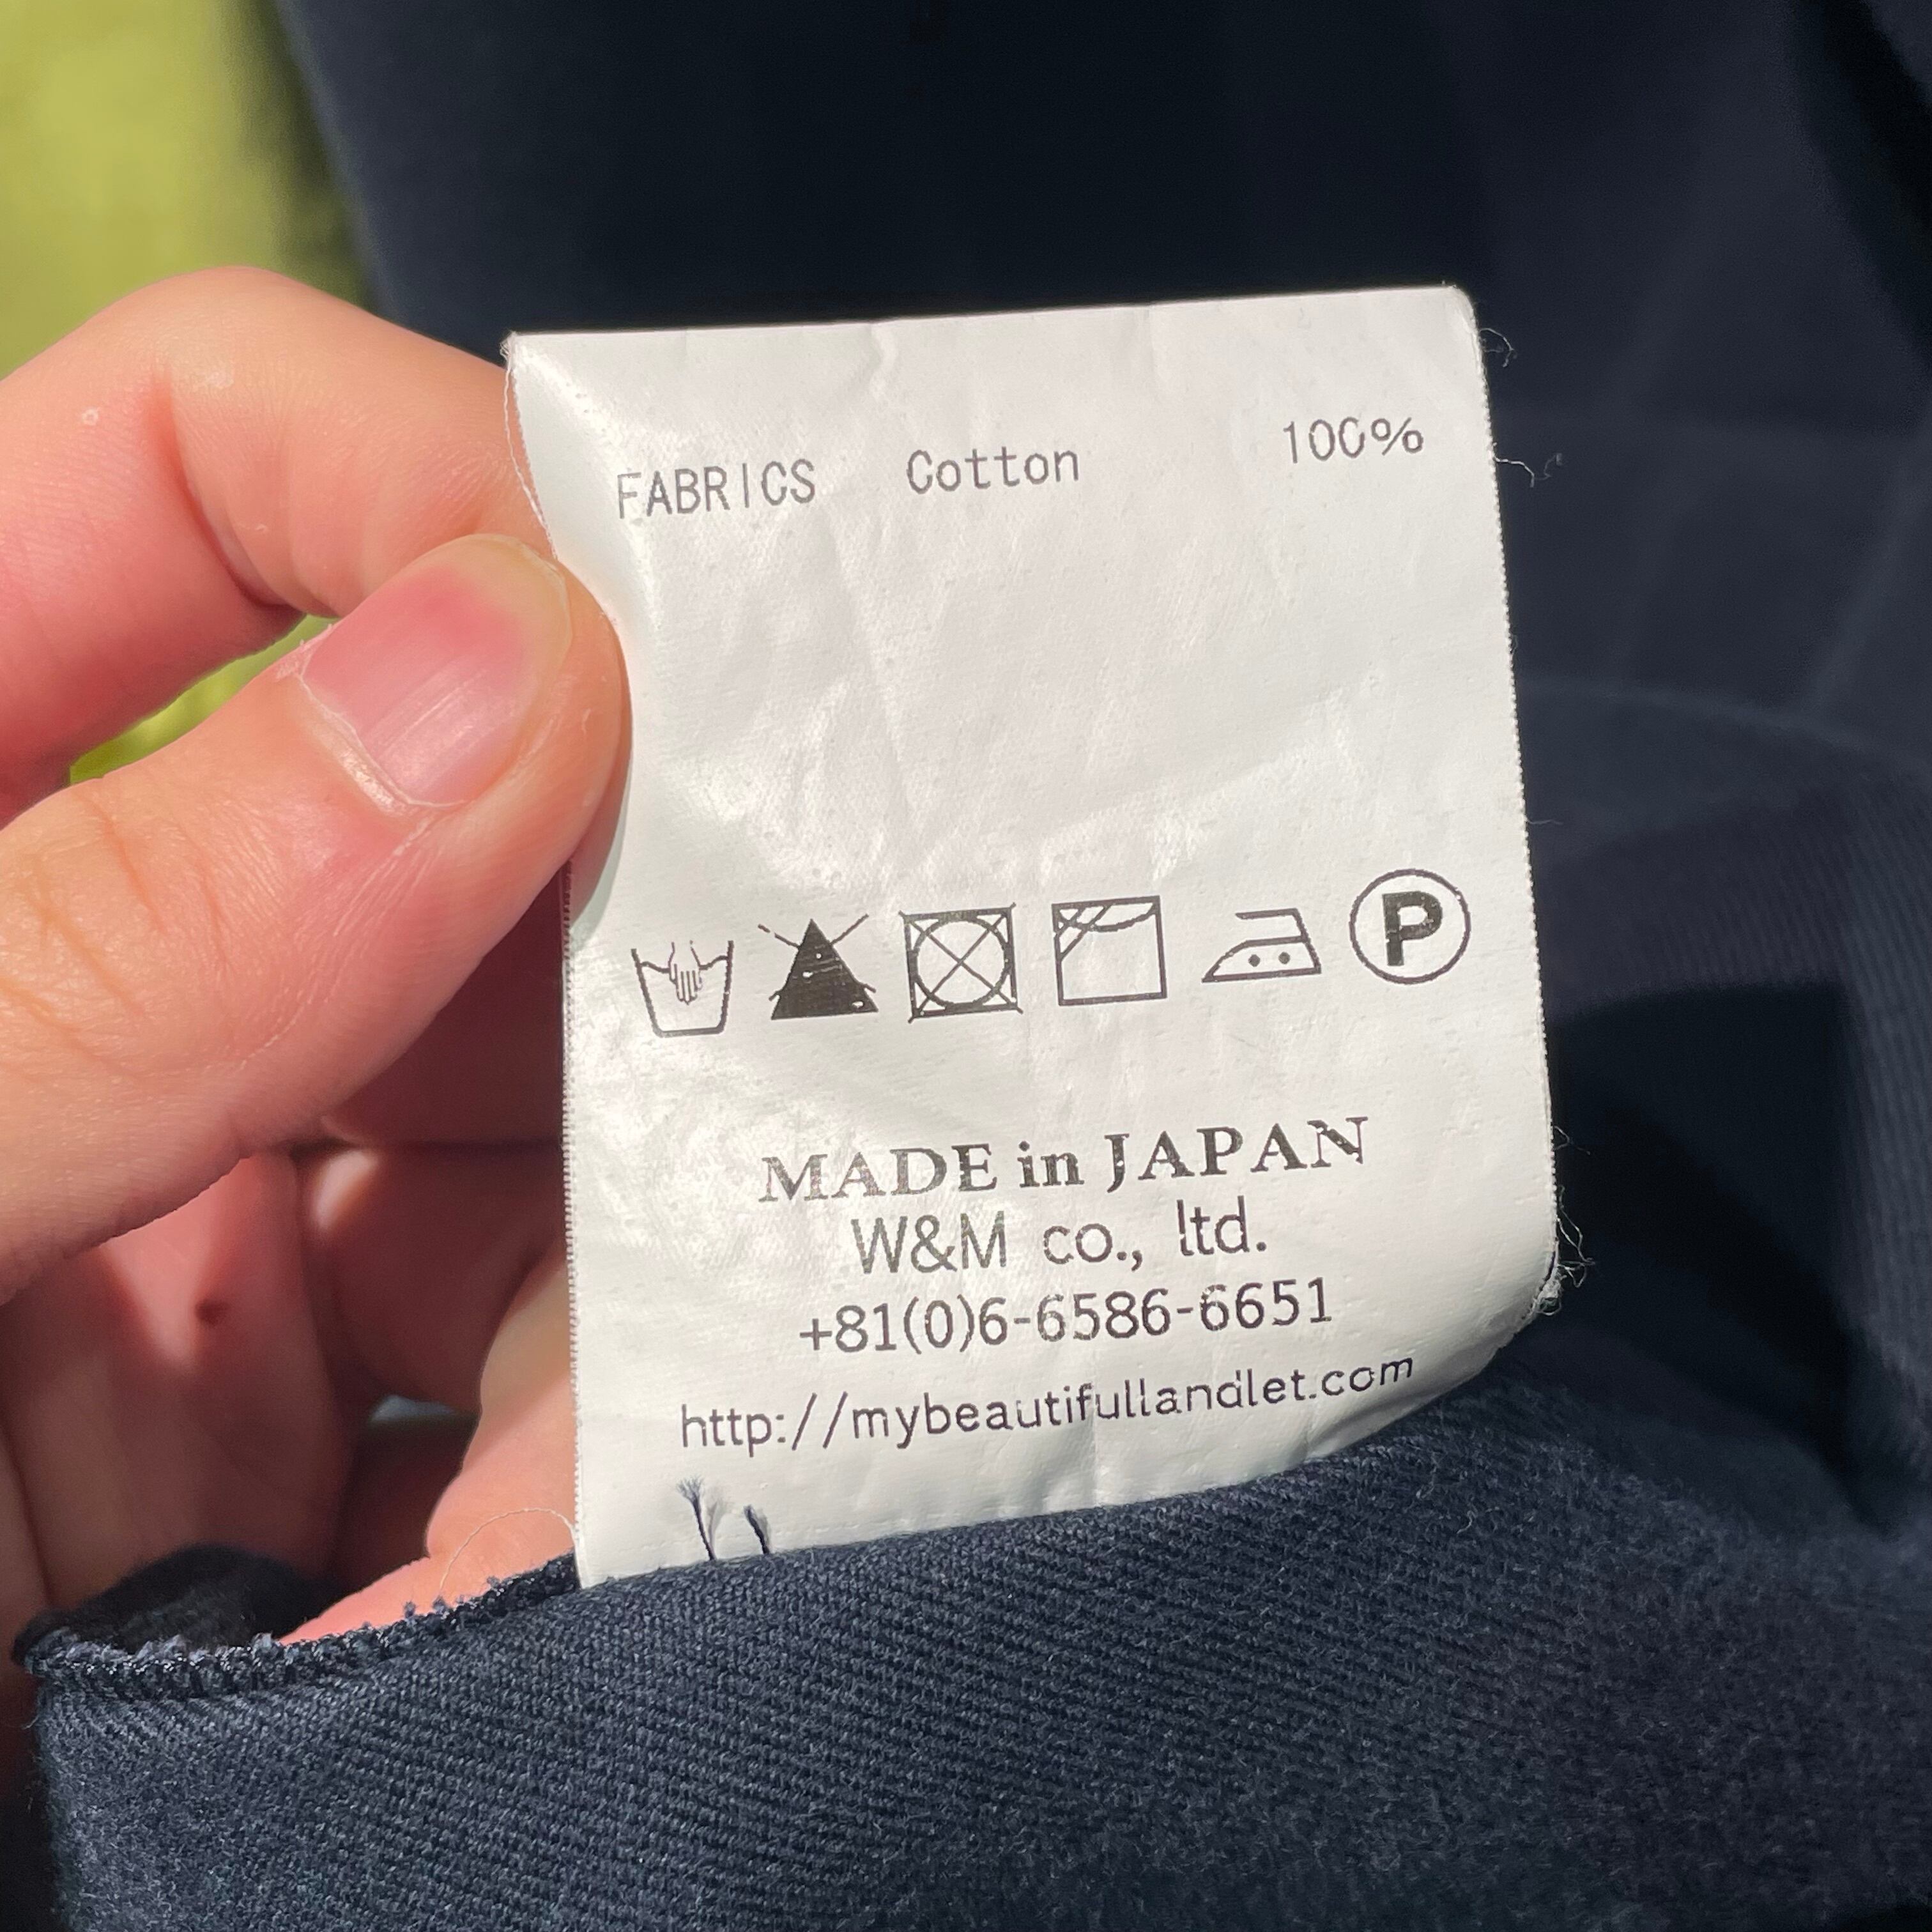 FABRICS Cotton 100%
P
MADE in JAPAN
W&M co., ltd.
+81(0)6-6586-6651
http://mybeautifullandlet.com